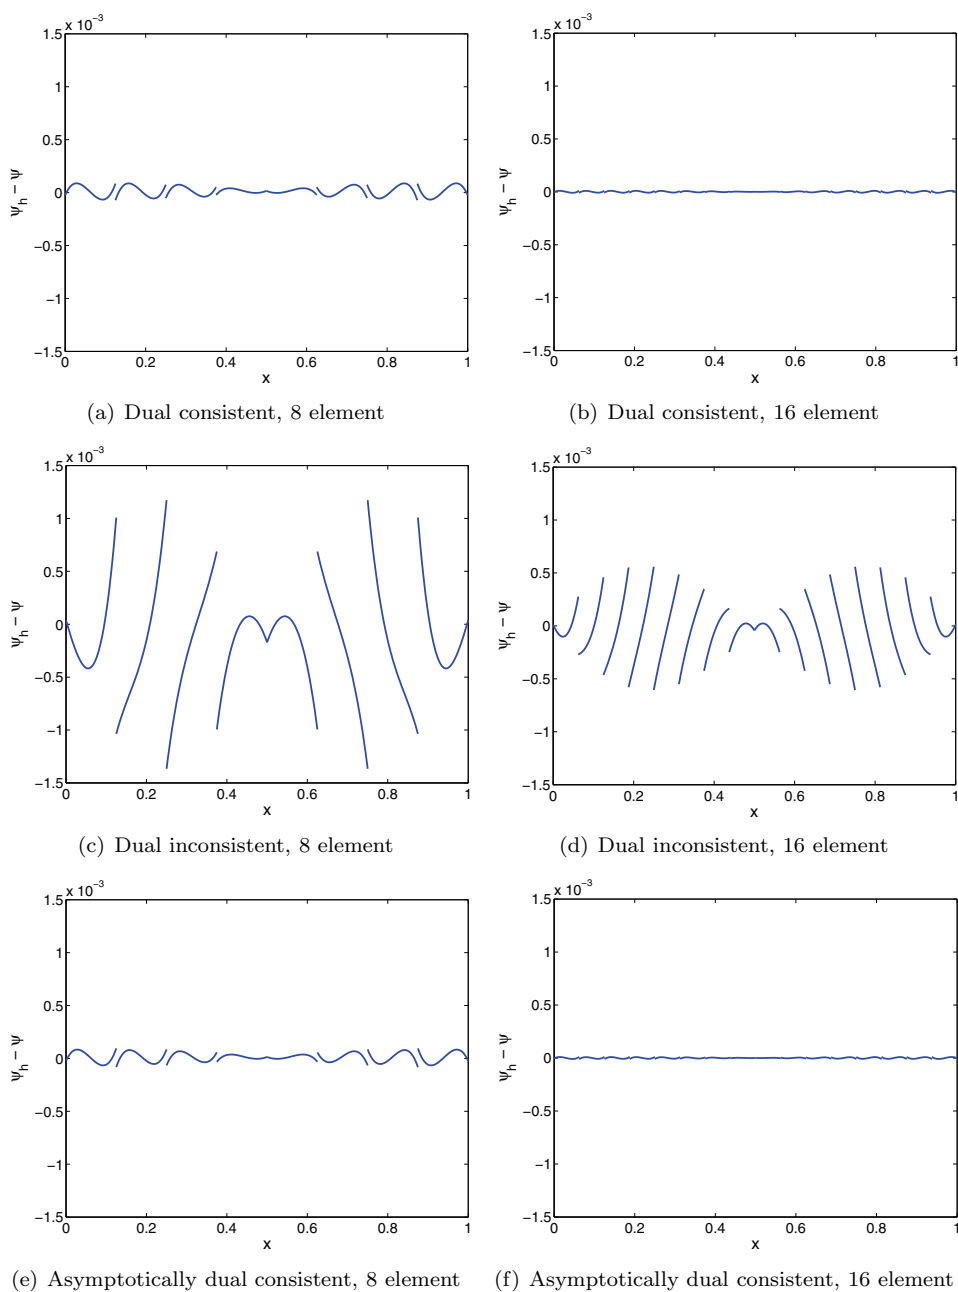 x 10⁻³
1.5
1
0.5
0
−0.5
−1
−1.5
ψh − ψ
0 0.2 0.4 0.6 0.8 1
x
(a) Dual consistent, 8 element
x 10⁻³
1.5
1
0.5
0
−0.5
−1
−1.5
ψh − ψ
0 0.2 0.4 0.6 0.8 1
x
(b) Dual consistent, 16 element
x 10⁻³
1.5
1
0.5
0
−0.5
−1
−1.5
ψh − ψ
0 0.2 0.4 0.6 0.8 1
x
(c) Dual inconsistent, 8 element
x 10⁻³
1.5
1
0.5
0
−0.5
−1
−1.5
ψh − ψ
0 0.2 0.4 0.6 0.8 1
x
(d) Dual inconsistent, 16 element
x 10⁻³
1.5
1
0.5
0
−0.5
−1
−1.5
ψh − ψ
0 0.2 0.4 0.6 0.8 1
x
(e) Asymptotically dual consistent, 8 element
x 10⁻³
1.5
1
0.5
0
−0.5
−1
−1.5
ψh − ψ
0 0.2 0.4 0.6 0.8 1
x
(f) Asymptotically dual consistent, 16 element